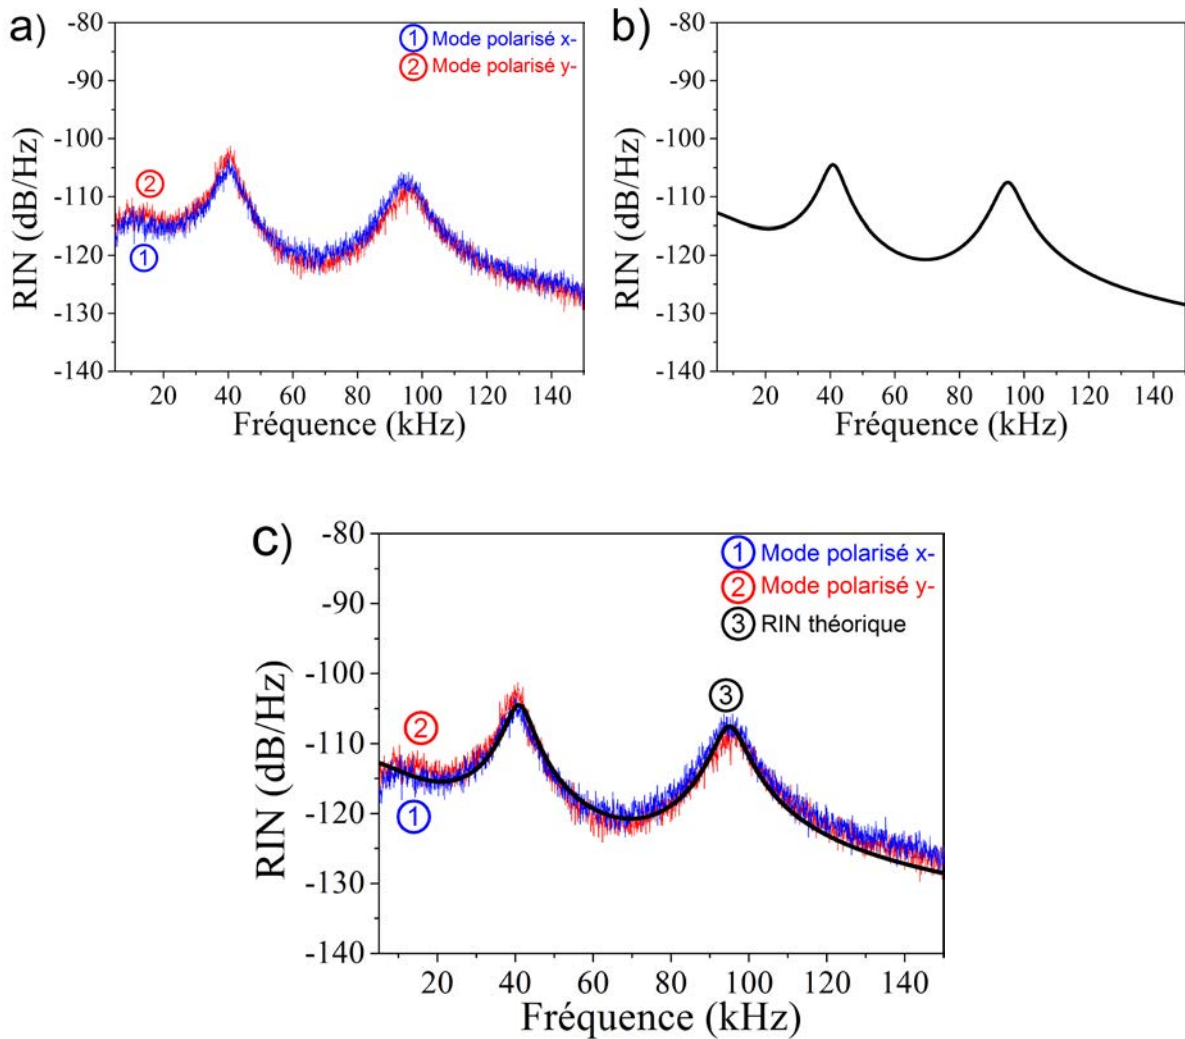 a)
① Mode polarisé x-
② Mode polarisé y-
RIN (dB/Hz)
-80
-90
-100
-110
-120
-130
-140
②
①
20 40 60 80 100 120 140
Fréquence (kHz)
b)
RIN (dB/Hz)
-80
-90
-100
-110
-120
-130
-140
20 40 60 80 100 120 140
Fréquence (kHz)
c)
① Mode polarisé x-
② Mode polarisé y-
③ RIN théorique
RIN (dB/Hz)
-80
-90
-100
-110
-120
-130
-140
②
①
③
20 40 60 80 100 120 140
Fréquence (kHz)